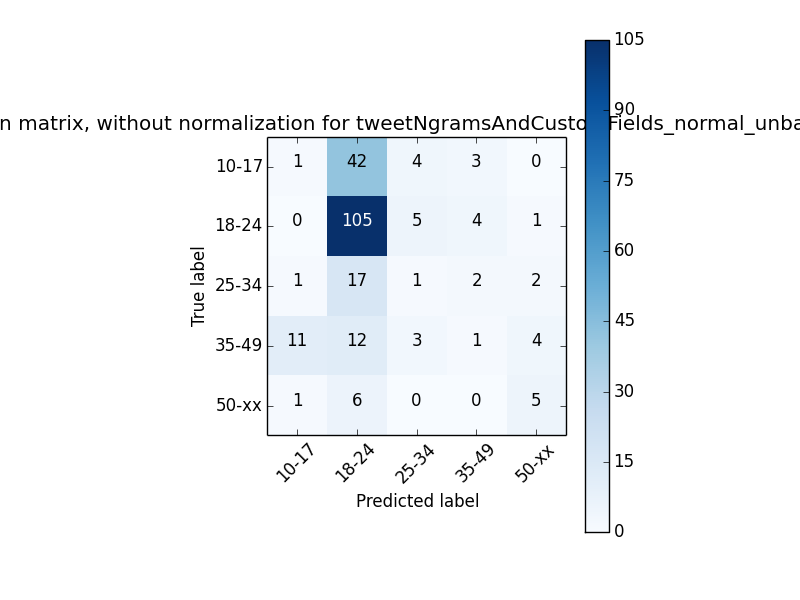 n matrix, without normalization for tweetNgramsAndCustomFields_normal_unba
10-17 1 42 4 3 0
18-24 0 105 5 4 1
25-34 1 17 1 2 2
35-49 11 12 3 1 4
50-xx 1 6 0 0 5
10-17 18-24 25-34 35-49 50-xx
True label
Predicted label
105
90
75
60
45
30
15
0